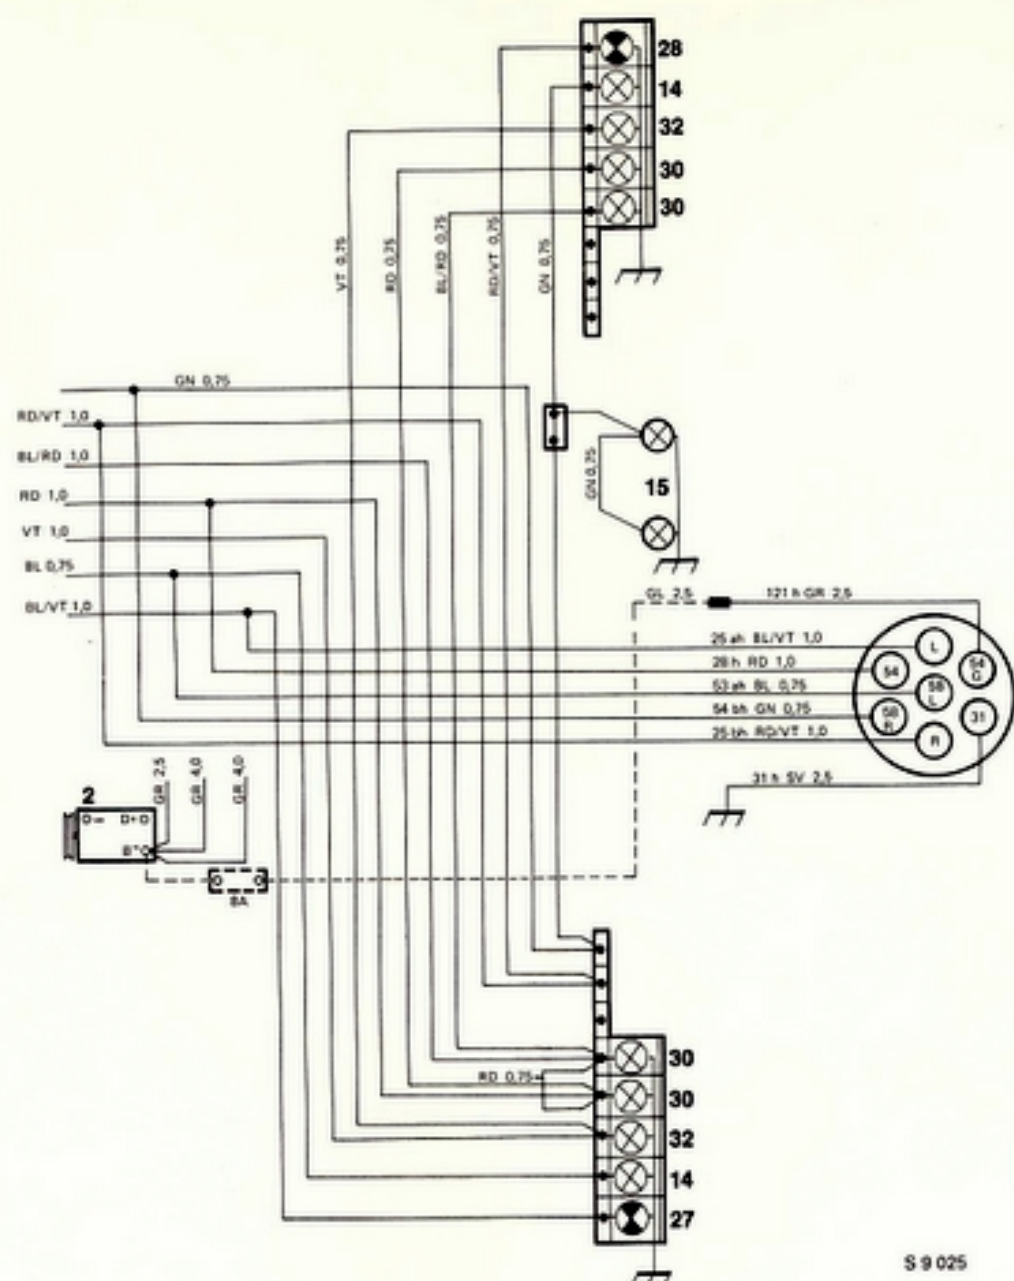 28
14
32
30
30
VT 0,75
RD 0,75
BL/RD 0,75
RD/VT 0,75
GN 0,75
GN 0,75
RD/VT 1,0
BL/RD 1,0
RD 1,0
VT 1,0
BL 0,75
BL/VT 1,0
GN 0,75
15
GL 2,5
121 h GR 2,5
25 ah BL/VT 1,0
28 h RD 1,0
53 ah BL 0,75
54 bh GN 0,75
25 bh RD/VT 1,0
31 h SV 2,5
L
54
54 G
58 L
58 R
31
R
2
GR 2,5
GR 4,0
GR 4,0
D-
D+
B+
8A
RD 0,75
30
30
32
14
27
S 9 025